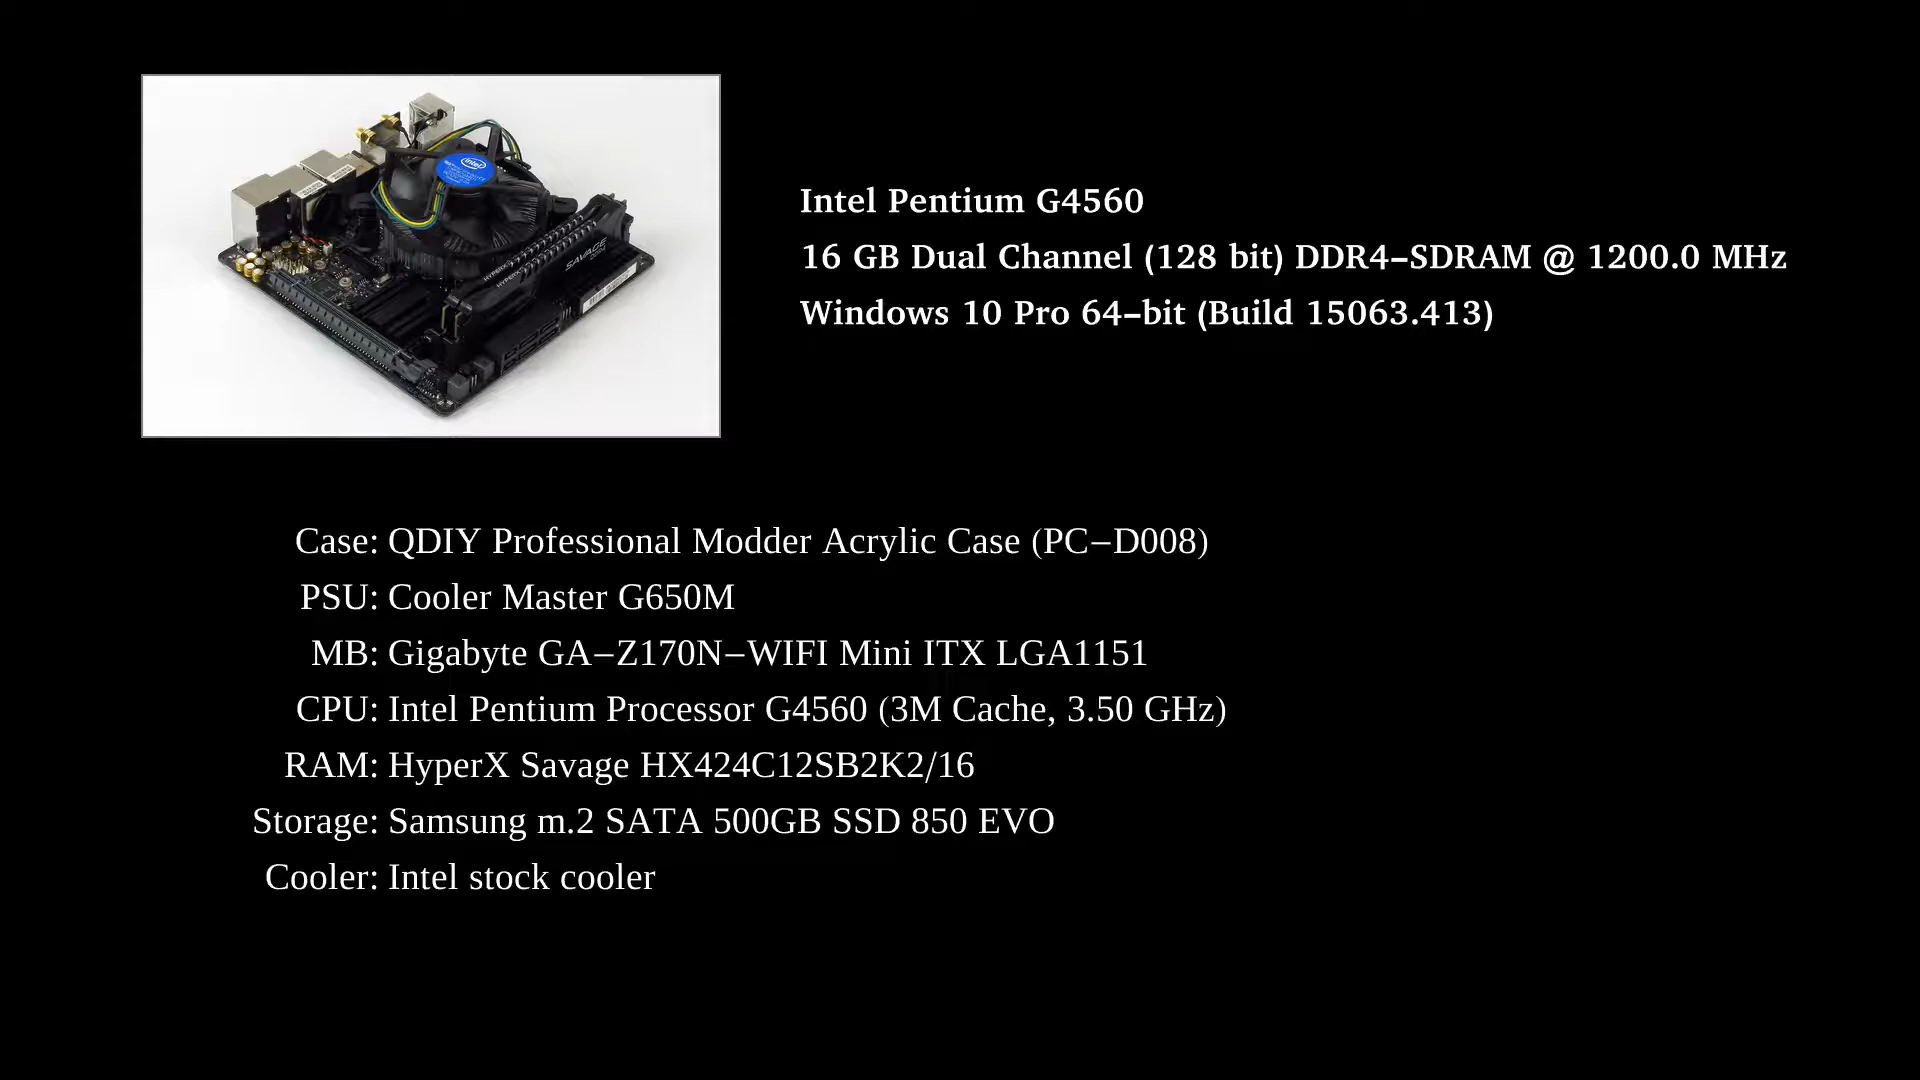 intel
SAVAGE
Intel Pentium G4560
16 GB Dual Channel (128 bit) DDR4-SDRAM @ 1200.0 MHz
Windows 10 Pro 64-bit (Build 15063.413)
Case: QDIY Professional Modder Acrylic Case (PC-D008)
PSU: Cooler Master G650M
MB: Gigabyte GA-Z170N-WIFI Mini ITX LGA1151
CPU: Intel Pentium Processor G4560 (3M Cache, 3.50 GHz)
RAM: HyperX Savage HX424C12SB2K2/16
Storage: Samsung m.2 SATA 500GB SSD 850 EVO
Cooler: Intel stock cooler